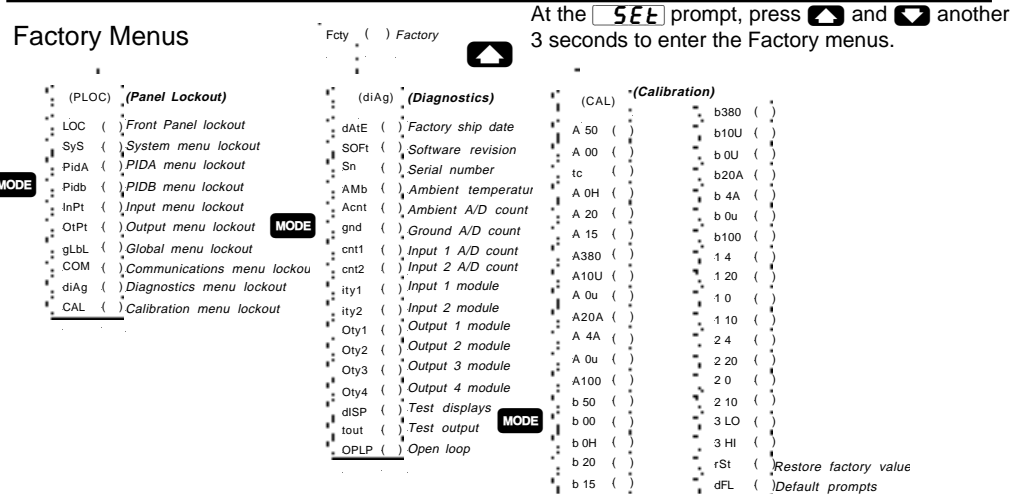 Factory Menus
Fcty ( ) Factory
At the SEt prompt, press and another
3 seconds to enter the Factory menus.
(PLOC) (Panel Lockout)
LOC ( ) Front Panel lockout
SyS ( ) System menu lockout
PidA ( ) PIDA menu lockout
MODE
Pidb ( ) PIDB menu lockout
InPt ( ) Input menu lockout
OtPt ( ) Output menu lockout
gLbL ( ) Global menu lockout
COM ( ) Communications menu lockou
diAg ( ) Diagnostics menu lockout
CAL ( ) Calibration menu lockout
MODE
(diAg) (Diagnostics)
dAtE ( ) Factory ship date
SOFt ( ) Software revision
Sn ( ) Serial number
AMb ( ) Ambient temperatur
Acnt ( ) Ambient A/D count
gnd ( ) Ground A/D count
cnt1 ( ) Input 1 A/D count
cnt2 ( ) Input 2 A/D count
ity1 ( ) Input 1 module
ity2 ( ) Input 2 module
Oty1 ( ) Output 1 module
Oty2 ( ) Output 2 module
Oty3 ( ) Output 3 module
Oty4 ( ) Output 4 module
dISP ( ) Test displays
tout ( ) Test output
OPLP ( ) Open loop
MODE
(CAL) (Calibration)
A 50 ( )
A 00 ( )
tc ( )
A 0H ( )
A 20 ( )
A 15 ( )
A380 ( )
A10U ( )
A 0u ( )
A20A ( )
A 4A ( )
A 0u ( )
A100 ( )
b 50 ( )
b 00 ( )
b 0H ( )
b 20 ( )
b 15 ( )
b380 ( )
b10U ( )
b 0U ( )
b20A ( )
b 4A ( )
b 0u ( )
b100 ( )
1 4 ( )
1 20 ( )
1 0 ( )
1 10 ( )
2 4 ( )
2 20 ( )
2 0 ( )
2 10 ( )
3 LO ( )
3 HI ( )
rSt ( ) Restore factory value
dFL ( ) Default prompts